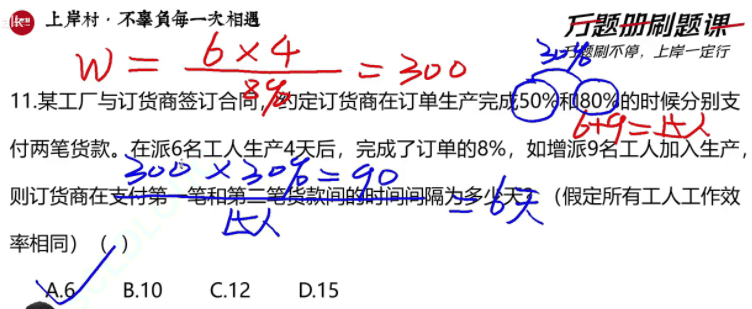 上岸村·不辜負每一次相遇
万题册刷题课
万题刷不停，上岸一定行
W = 6×4 / 8% = 300
30%
11.某工厂与订货商签订合同，约定订货商在订单生产完成50%和80%的时候分别支
6+9=15人
付两笔货款。在派6名工人生产4天后，完成了订单的8%，如增派9名工人加入生产，
300×30%=90
则订货商在支付第一笔和第二笔货款间的时间间隔为多少天？（假定所有工人工作效
15人 =6天
率相同）（ ）
A.6 B.10 C.12 D.15